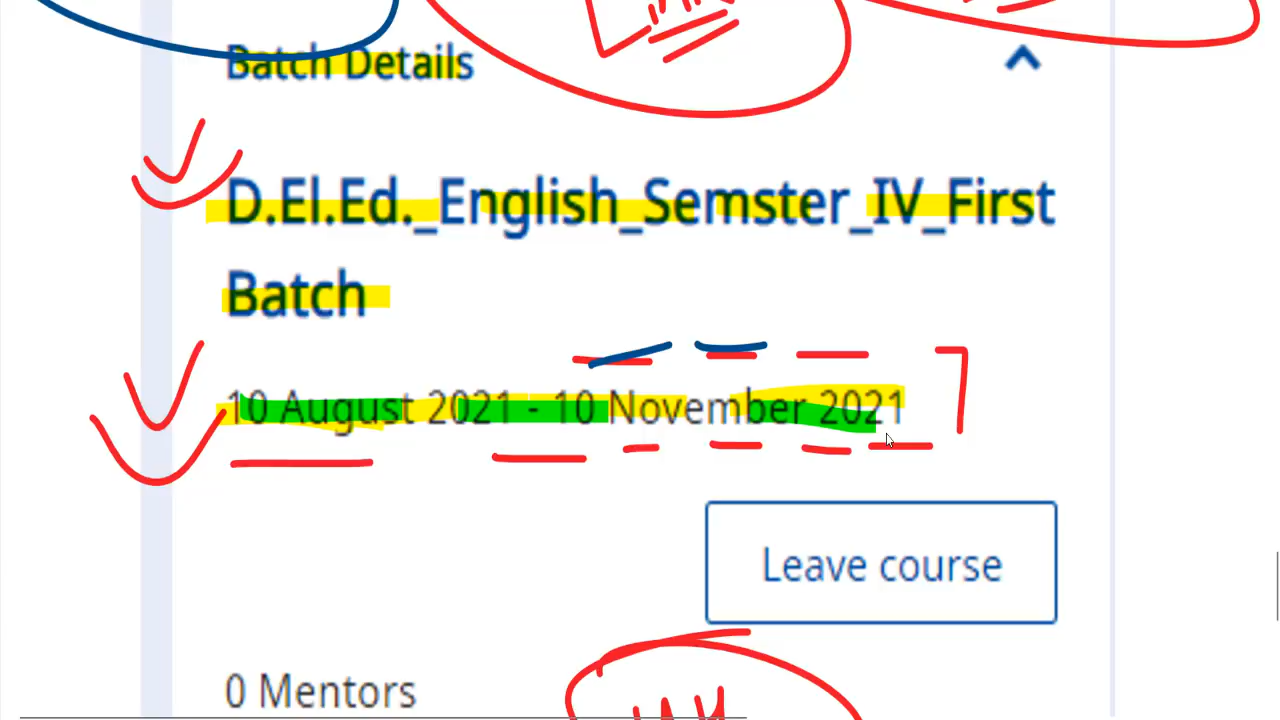 Batch Details
D.El.Ed._English_Semster_IV_First
Batch
10 August 2021 - 10 November 2021
Leave course
0 Mentors